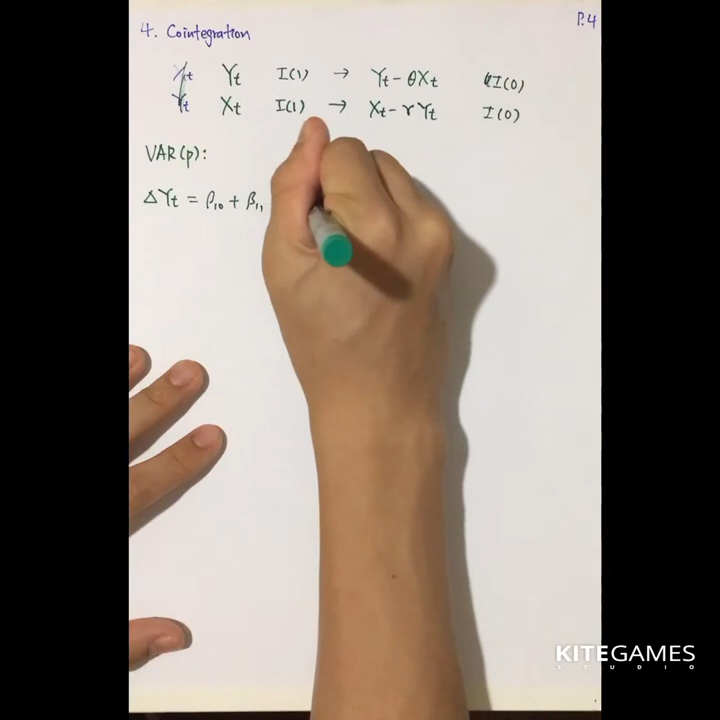 P.4
4. Cointegration
Yt I(1) → Yt - θXt I(0)
Yt Xt I(1) → Xt - γYt I(0)
VAR(p):
ΔYt = β10 + β11
KITEGAMES
STUDIO